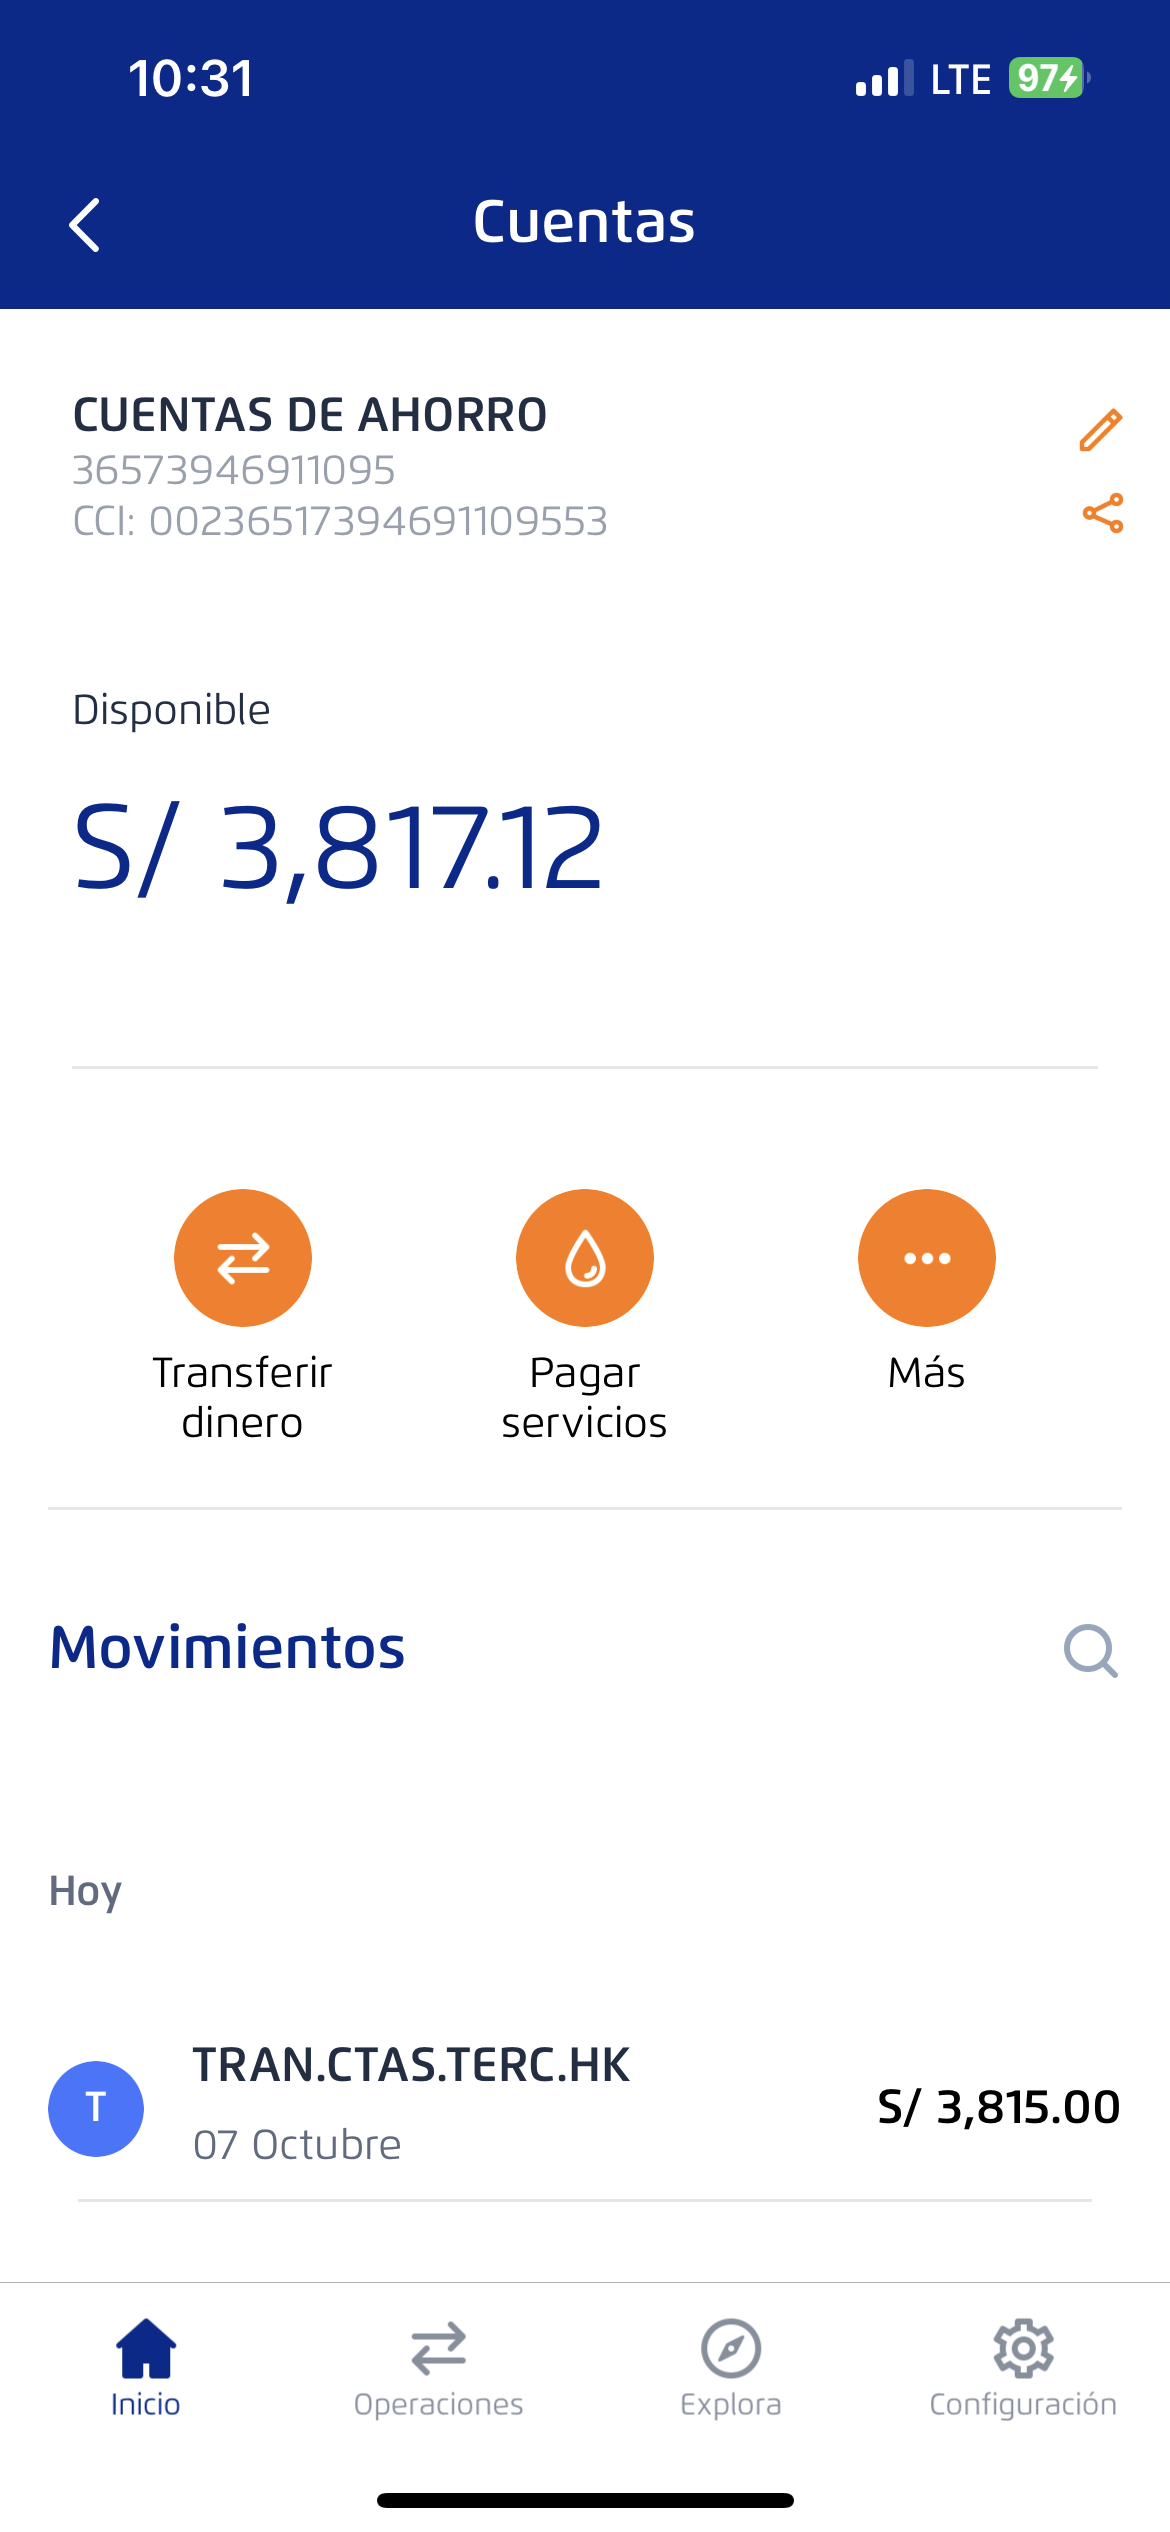 10:31
LTE 97
Cuentas
CUENTAS DE AHORRO
36573946911095
CCI: 00236517394691109553
Disponible
S/ 3,817.12
Transferir
dinero
Pagar
servicios
Más
Movimientos
Hoy
TRAN.CTAS.TERC.HK
07 Octubre
S/ 3,815.00
T
Inicio
Operaciones
Explora
Configuración